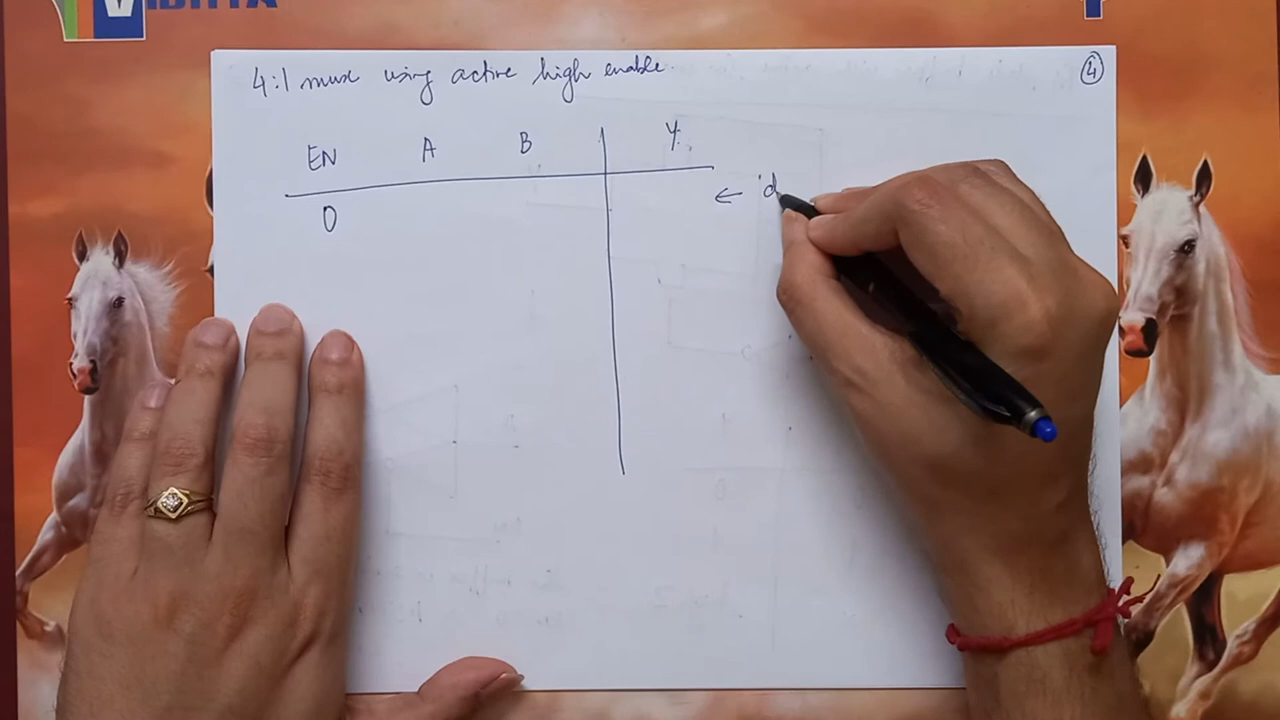 4:1 mux using active high enable.
4
EN A B Y
0 ← 'd